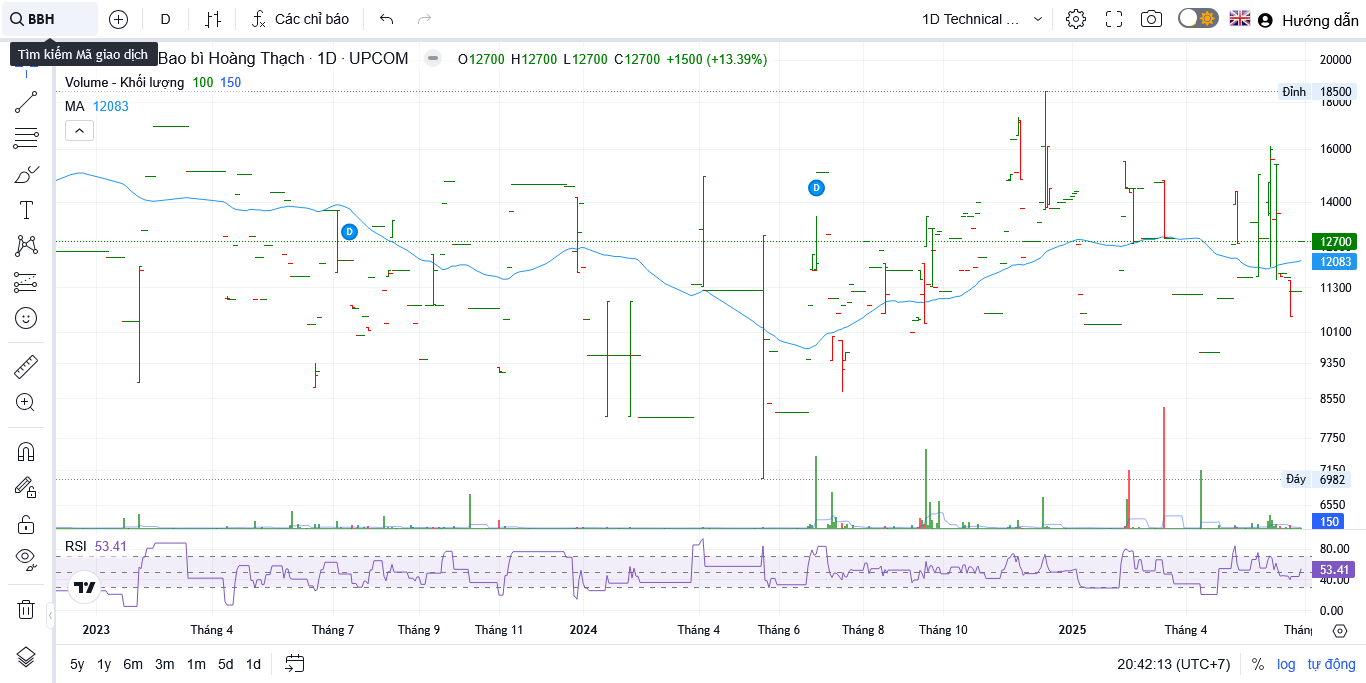 BBH
D
Các chỉ báo
1D Technical ...
Hướng dẫn
Tìm kiếm Mã giao dịch
Bao bì Hoàng Thạch · 1D · UPCOM
O12700 H12700 L12700 C12700 +1500 (+13.39%)
Volume - Khối lượng 100 150
MA 12083
20000
Đỉnh 18500
18000
16000
14000
12700
12083
11300
10100
9350
8550
7750
7150
Đáy 6982
6550
150
D
D
RSI 53.41
80.00
53.41
40.00
0.00
2023
Tháng 4
Tháng 7
Tháng 9
Tháng 11
2024
Tháng 4
Tháng 6
Tháng 8
Tháng 10
2025
Tháng 4
Thán
5y 1y 6m 3m 1m 5d 1d
20:42:13 (UTC+7)
% log tự động